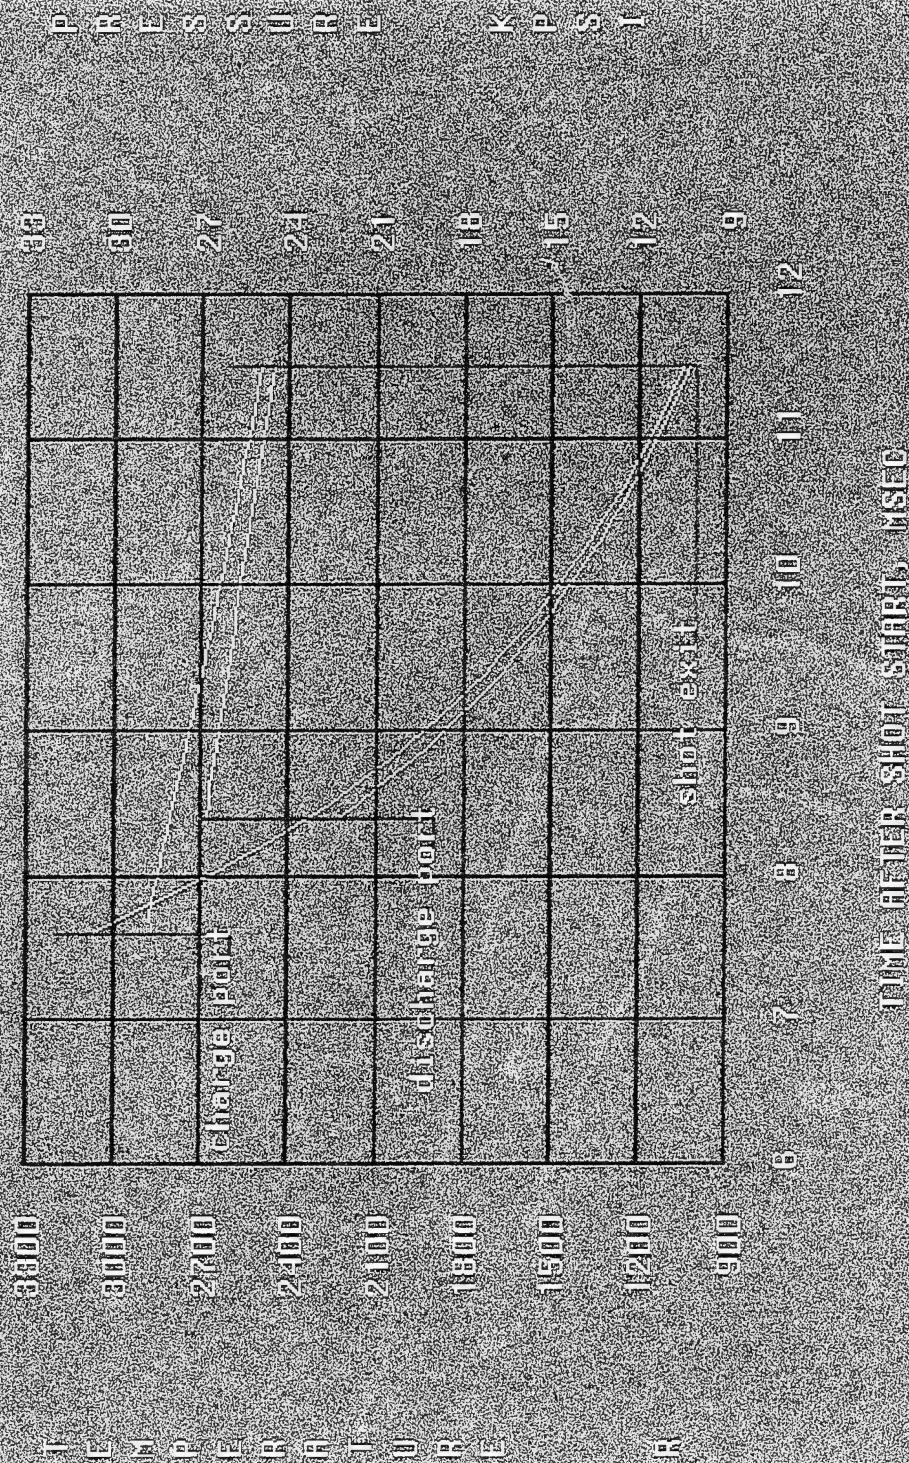 TEMPERATURE R
3300
3000
2700
2400
2100
1800
1500
1200
900
charge port
discharge port
shot exit
6 7 8 9 10 11 12
TIME AFTER SHOT START, MSEC
33
30
27
24
21
18
15
12
9
PRESSURE KPSI